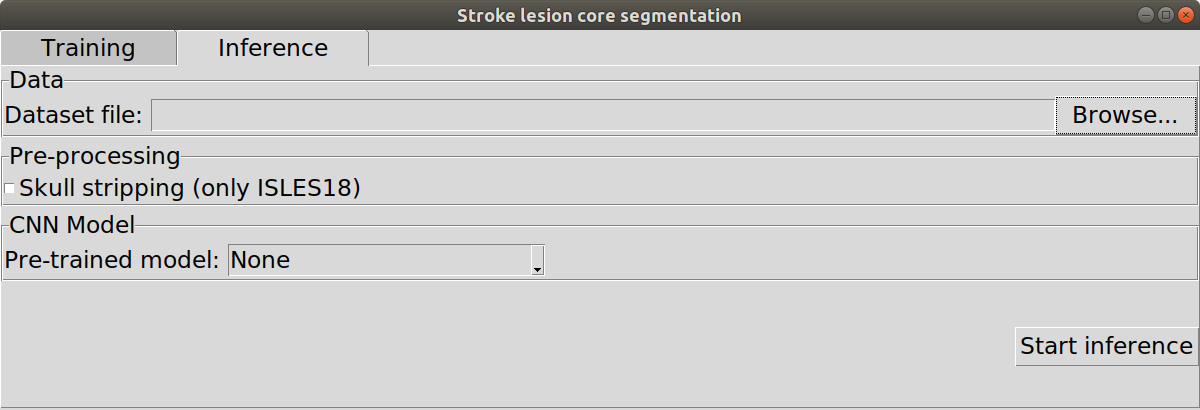 Stroke lesion core segmentation
Training Inference
Data
Dataset file: Browse...
Pre-processing
Skull stripping (only ISLES18)
CNN Model
Pre-trained model: None
Start inference